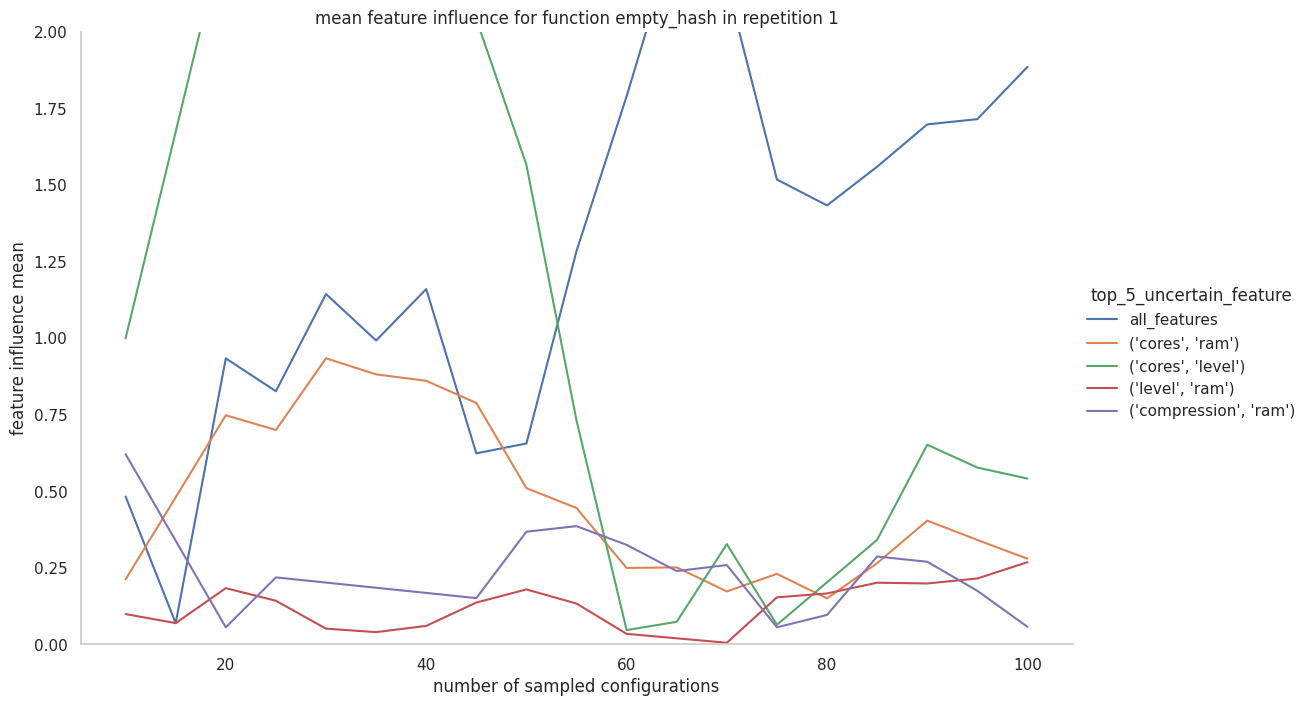 mean feature influence for function empty_hash in repetition 1
2.00
1.75
1.50
1.25
1.00
0.75
0.50
0.25
0.00
feature influence mean
20
40
60
80
100
number of sampled configurations
top_5_uncertain_feature
all_features
('cores', 'ram')
('cores', 'level')
('level', 'ram')
('compression', 'ram')